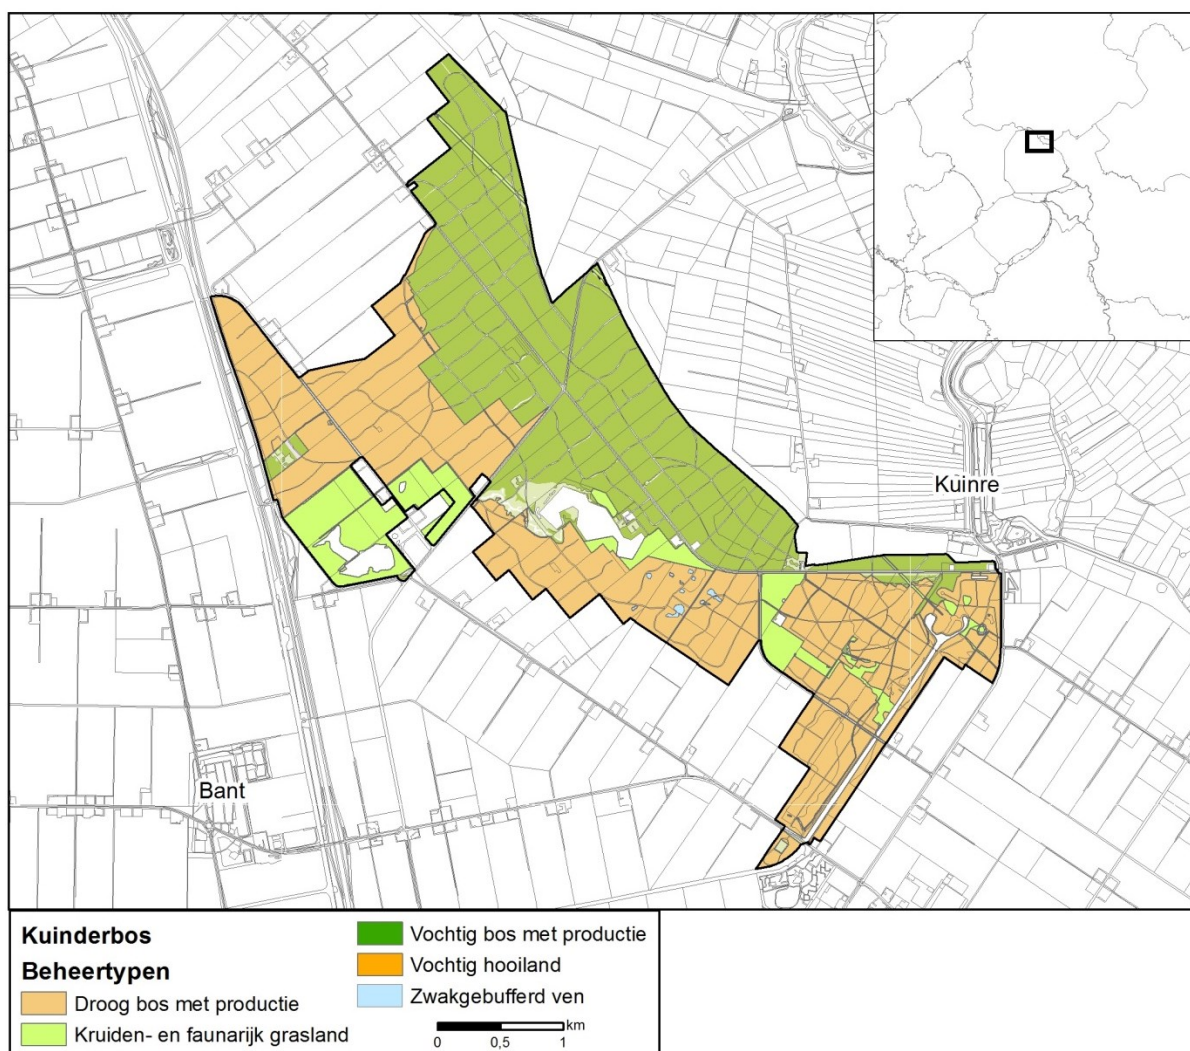 Kuinre
Bant
Kuinderbos
Beheertypen
Droog bos met productie
Kruiden- en faunarijk grasland
Vochtig bos met productie
Vochtig hooiland
Zwakgebufferd ven
km
0 0,5 1